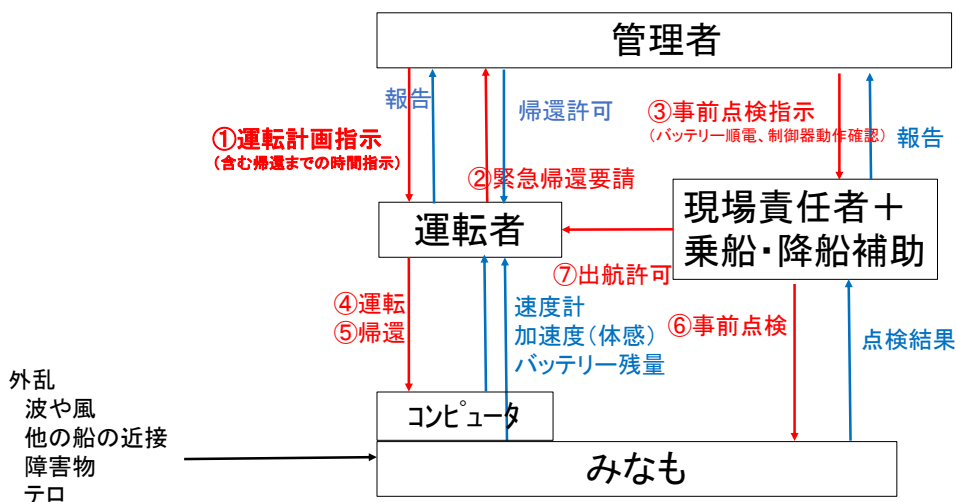 管理者
報告
帰還許可
③事前点検指示
(バッテリー順電、制御器動作確認)
報告
①運転計画指示
(含む帰還までの時間指示)
②緊急帰還要請
運転者
現場責任者＋
乗船・降船補助
⑦出航許可
④運転
⑤帰還
速度計
加速度(体感)
バッテリー残量
⑥事前点検
点検結果
外乱
波や風
他の船の近接
障害物
テロ
コンピュータ
みなも